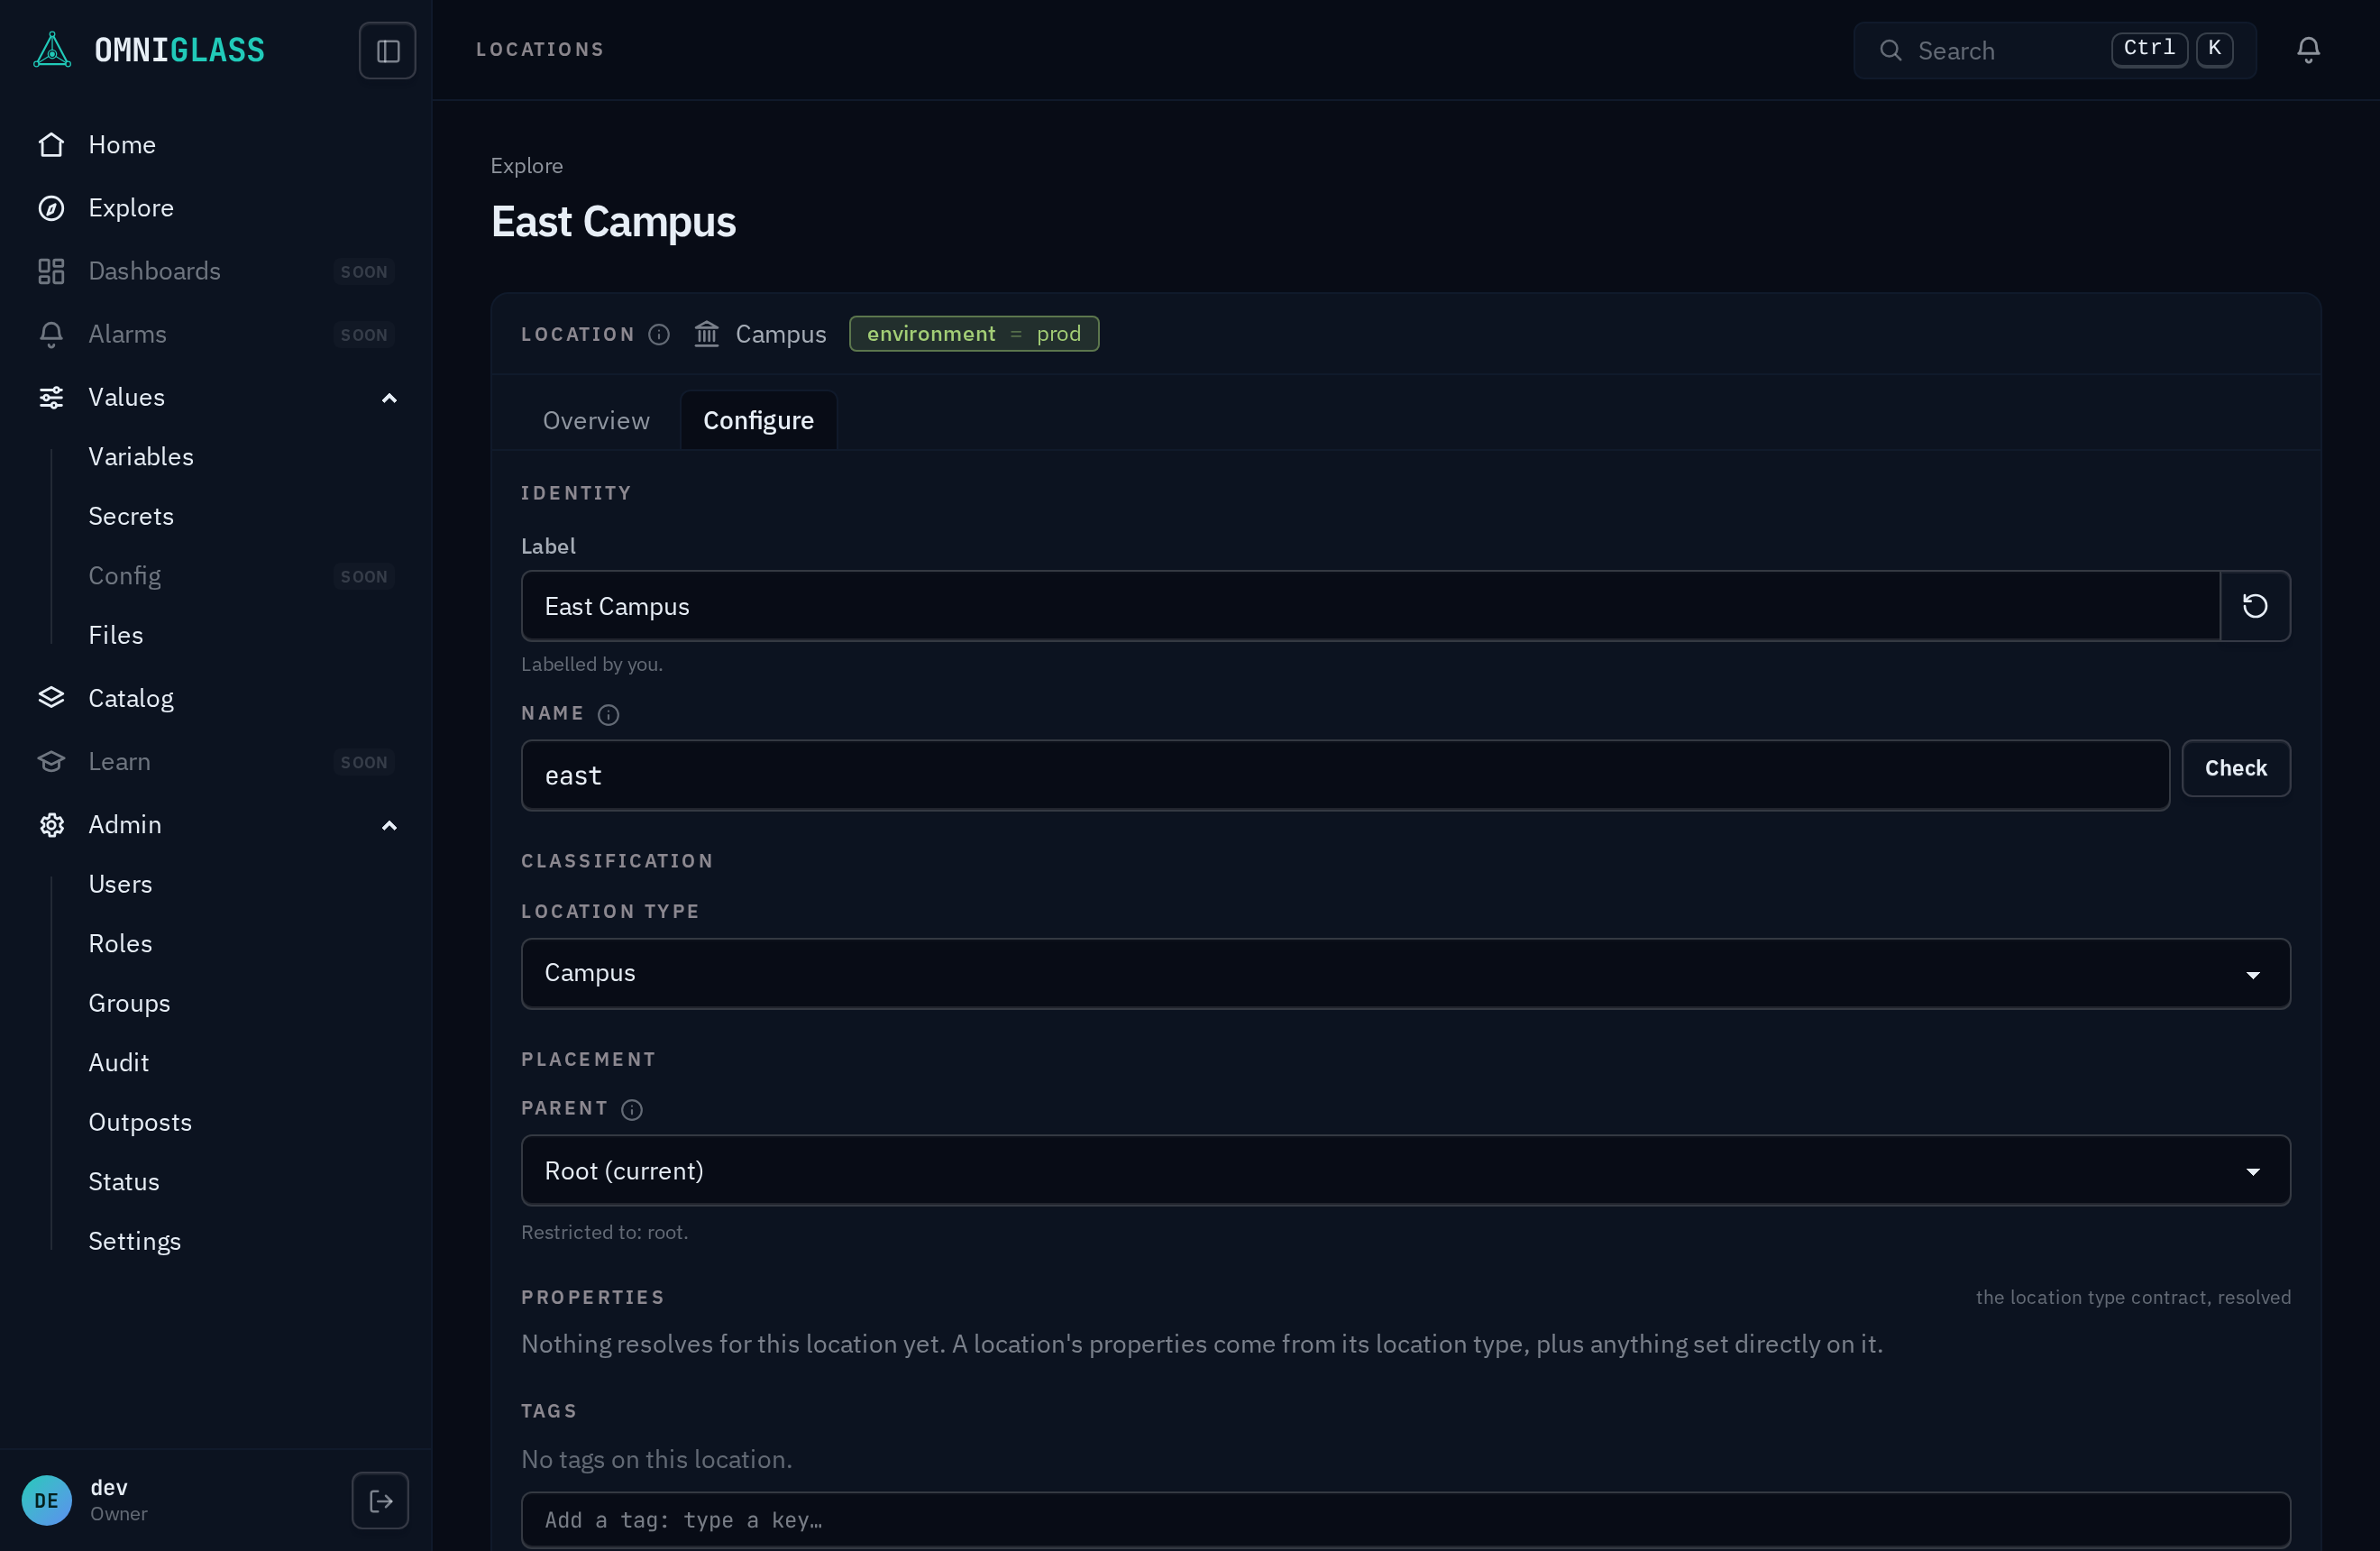 OMNIGLASS
LOCATIONS
Search Ctrl K
Home
Explore
Dashboards SOON
Alarms SOON
Values
Variables
Secrets
Config SOON
Files
Catalog
Learn SOON
Admin
Users
Roles
Groups
Audit
Outposts
Status
Settings
DE dev
Owner
Explore
East Campus
LOCATION Campus environment = prod
Overview Configure
IDENTITY
Label
East Campus
Labelled by you.
NAME
east Check
CLASSIFICATION
LOCATION TYPE
Campus
PLACEMENT
PARENT
Root (current)
Restricted to: root.
PROPERTIES the location type contract, resolved
Nothing resolves for this location yet. A location's properties come from its location type, plus anything set directly on it.
TAGS
No tags on this location.
Add a tag: type a key…